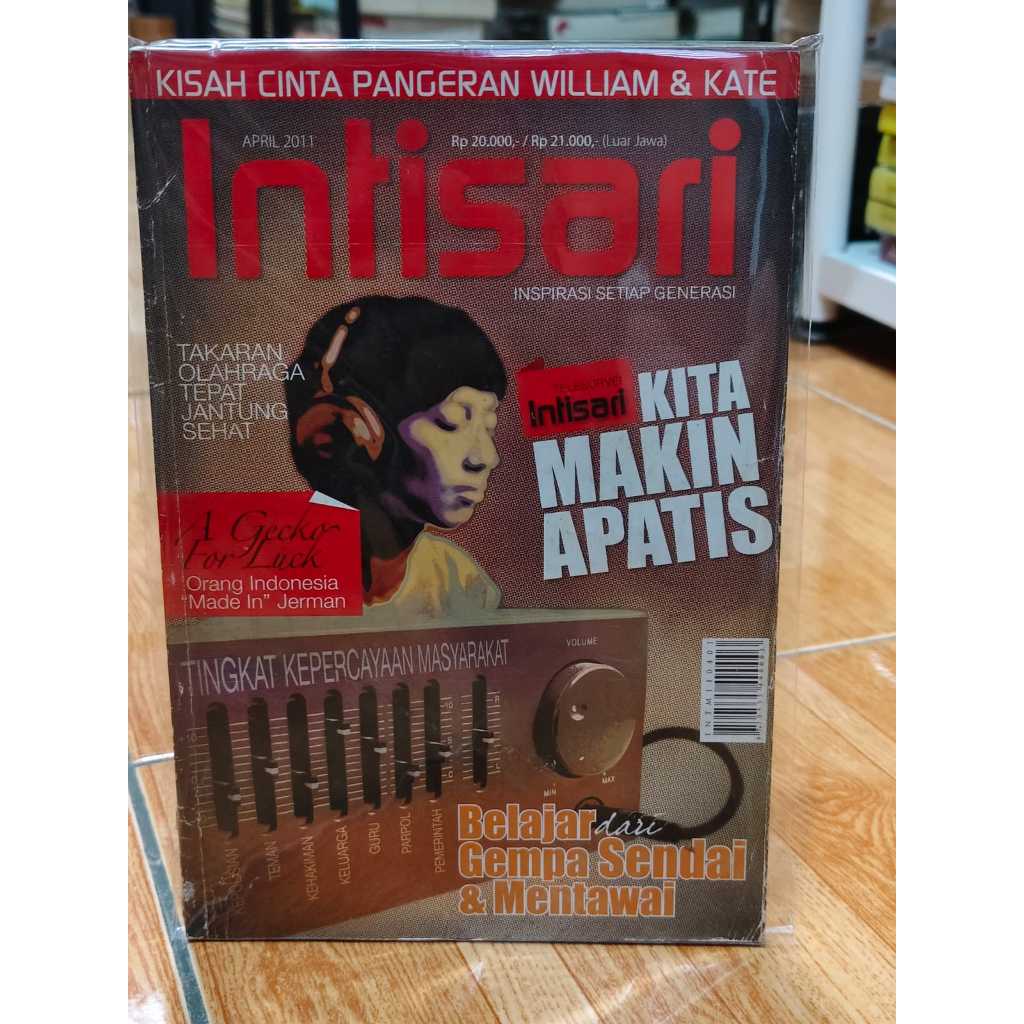 KISAH CINTA PANGERAN WILLIAM & KATE
APRIL 2011
Rp 20.000,- / Rp 21.000,- (Luar Jawa)
Intisari
INSPIRASI SETIAP GENERASI
TAKARAN
OLAHRAGA
TEPAT
JANTUNG
SEHAT
Intisari
KITA
MAKIN
APATIS
A Gecko
For Luck
Orang Indonesia
"Made In" Jerman
TINGKAT KEPERCAYAAN MASYARAKAT
VOLUME
MIN
MAX
TEMAN
KEHAKIMAN
KELUARGA
GURU
PARPOL
PEMERINTAH
Belajar dari
Gempa Sendai
& Mentawai